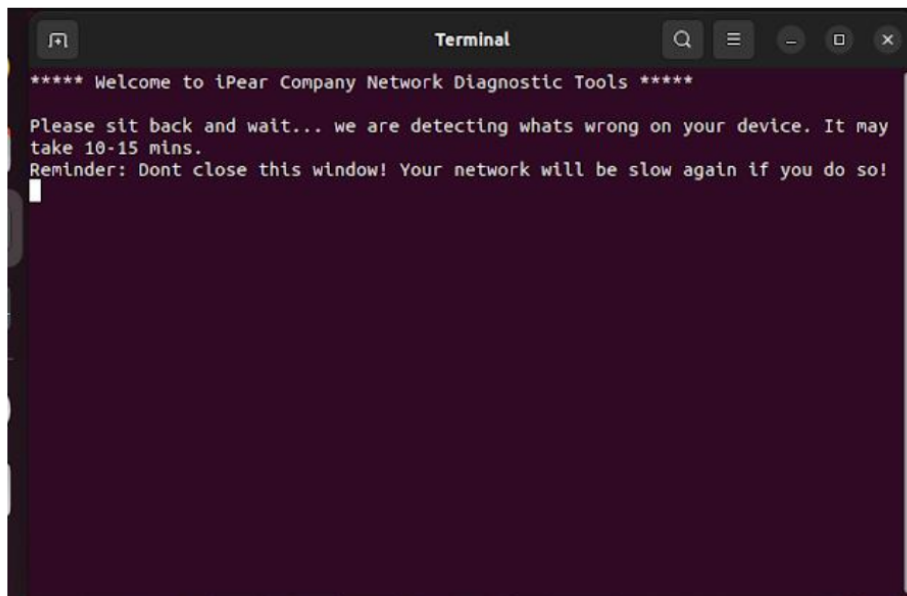 Terminal
***** Welcome to iPear Company Network Diagnostic Tools *****
Please sit back and wait... we are detecting whats wrong on your device. It may
take 10-15 mins.
Reminder: Dont close this window! Your network will be slow again if you do so!